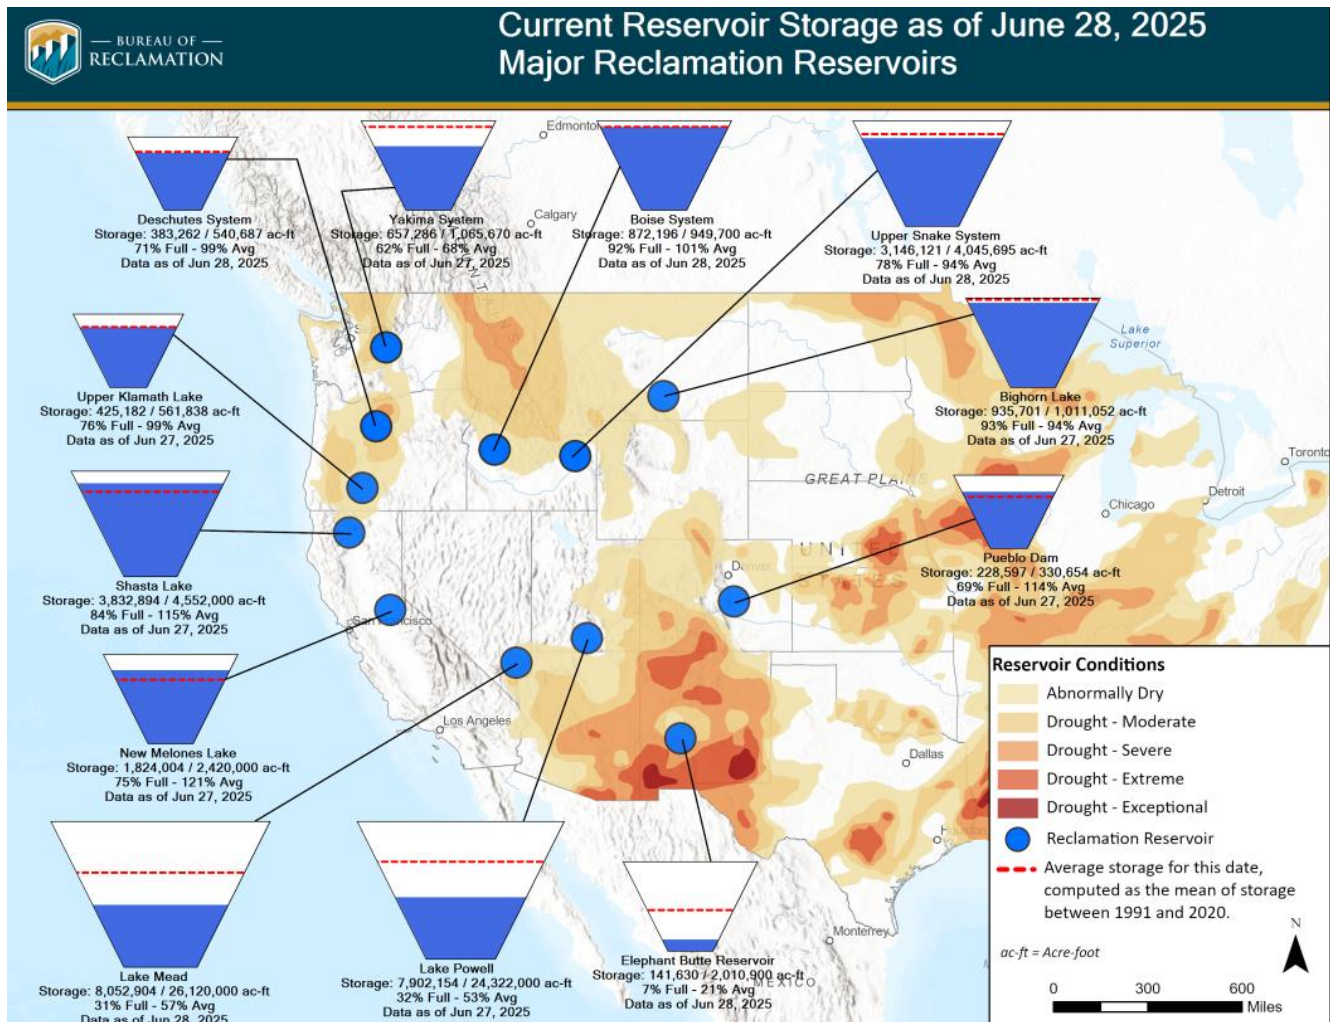 BUREAU OF
RECLAMATION
Current Reservoir Storage as of June 28, 2025
Major Reclamation Reservoirs
Edmonton
Calgary
Deschutes System
Storage: 383,262 / 540,687 ac-ft
71% Full - 99% Avg
Data as of Jun 28, 2025
Yakima System
Storage: 657,286 / 1,065,670 ac-ft
62% Full - 68% Avg
Data as of Jun 27, 2025
Boise System
Storage: 872,196 / 949,700 ac-ft
92% Full - 101% Avg
Data as of Jun 28, 2025
Upper Snake System
Storage: 3,146,121 / 4,045,695 ac-ft
78% Full - 94% Avg
Data as of Jun 28, 2025
Lake
Superior
Upper Klamath Lake
Storage: 425,182 / 561,838 ac-ft
76% Full - 99% Avg
Data as of Jun 27, 2025
Bighorn Lake
Storage: 935,701 / 1,011,052 ac-ft
93% Full - 94% Avg
Data as of Jun 27, 2025
Toronto
GREAT PLAINS
Detroit
Chicago
UNITED
STATES
Denver
Pueblo Dam
Storage: 228,597 / 330,654 ac-ft
69% Full - 114% Avg
Data as of Jun 27, 2025
Shasta Lake
Storage: 3,832,894 / 4,552,000 ac-ft
84% Full - 115% Avg
Data as of Jun 27, 2025
San Francisco
New Melones Lake
Storage: 1,824,004 / 2,420,000 ac-ft
75% Full - 121% Avg
Data as of Jun 27, 2025
Los Angeles
Dallas
Houston
Monterrey
MEXICO
Lake Mead
Storage: 8,052,904 / 26,120,000 ac-ft
31% Full - 57% Avg
Data as of Jun 28, 2025
Lake Powell
Storage: 7,902,154 / 24,322,000 ac-ft
32% Full - 53% Avg
Data as of Jun 27, 2025
Elephant Butte Reservoir
Storage: 141,630 / 2,010,900 ac-ft
7% Full - 21% Avg
Data as of Jun 28, 2025
Reservoir Conditions
Abnormally Dry
Drought - Moderate
Drought - Severe
Drought - Extreme
Drought - Exceptional
Reclamation Reservoir
Average storage for this date,
computed as the mean of storage
between 1991 and 2020.
N
ac-ft = Acre-foot
0 300 600
Miles